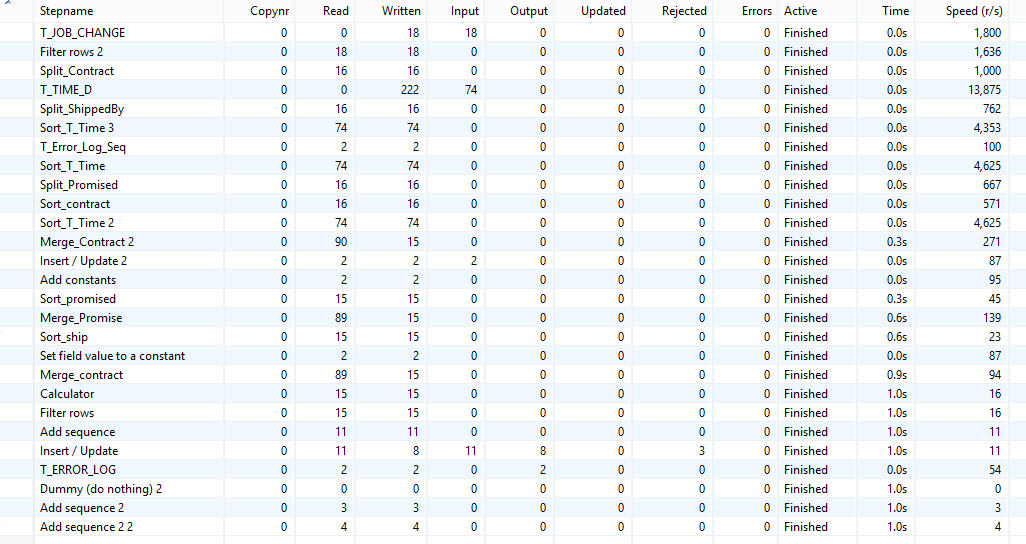 Stepname Copynr Read Written Input Output Updated Rejected Errors Active Time Speed (r/s)
T_JOB_CHANGE 0 0 18 18 0 0 0 0 Finished 0.0s 1,800
Filter rows 2 0 18 18 0 0 0 0 0 Finished 0.0s 1,636
Split_Contract 0 16 16 0 0 0 0 0 Finished 0.0s 1,000
T_TIME_D 0 0 222 74 0 0 0 0 Finished 0.0s 13,875
Split_ShippedBy 0 16 16 0 0 0 0 0 Finished 0.0s 762
Sort_T_Time 3 0 74 74 0 0 0 0 0 Finished 0.0s 4,353
T_Error_Log_Seq 0 2 2 0 0 0 0 0 Finished 0.0s 100
Sort_T_Time 0 74 74 0 0 0 0 0 Finished 0.0s 4,625
Split_Promised 0 16 16 0 0 0 0 0 Finished 0.0s 667
Sort_contract 0 16 16 0 0 0 0 0 Finished 0.0s 571
Sort_T_Time 2 0 74 74 0 0 0 0 0 Finished 0.0s 4,625
Merge_Contract 2 0 90 15 0 0 0 0 0 Finished 0.3s 271
Insert / Update 2 0 2 2 2 0 0 0 0 Finished 0.0s 87
Add constants 0 2 2 0 0 0 0 0 Finished 0.0s 95
Sort_promised 0 15 15 0 0 0 0 0 Finished 0.3s 45
Merge_Promise 0 89 15 0 0 0 0 0 Finished 0.6s 139
Sort_ship 0 15 15 0 0 0 0 0 Finished 0.6s 23
Set field value to a constant 0 2 2 0 0 0 0 0 Finished 0.0s 87
Merge_contract 0 89 15 0 0 0 0 0 Finished 0.9s 94
Calculator 0 15 15 0 0 0 0 0 Finished 1.0s 16
Filter rows 0 15 15 0 0 0 0 0 Finished 1.0s 16
Add sequence 0 11 11 0 0 0 0 0 Finished 1.0s 11
Insert / Update 0 11 8 11 8 0 3 0 Finished 1.0s 11
T_ERROR_LOG 0 2 2 0 2 0 0 0 Finished 0.0s 54
Dummy (do nothing) 2 0 0 0 0 0 0 0 0 Finished 1.0s 0
Add sequence 2 0 3 3 0 0 0 0 0 Finished 1.0s 3
Add sequence 2 2 0 4 4 0 0 0 0 0 Finished 1.0s 4